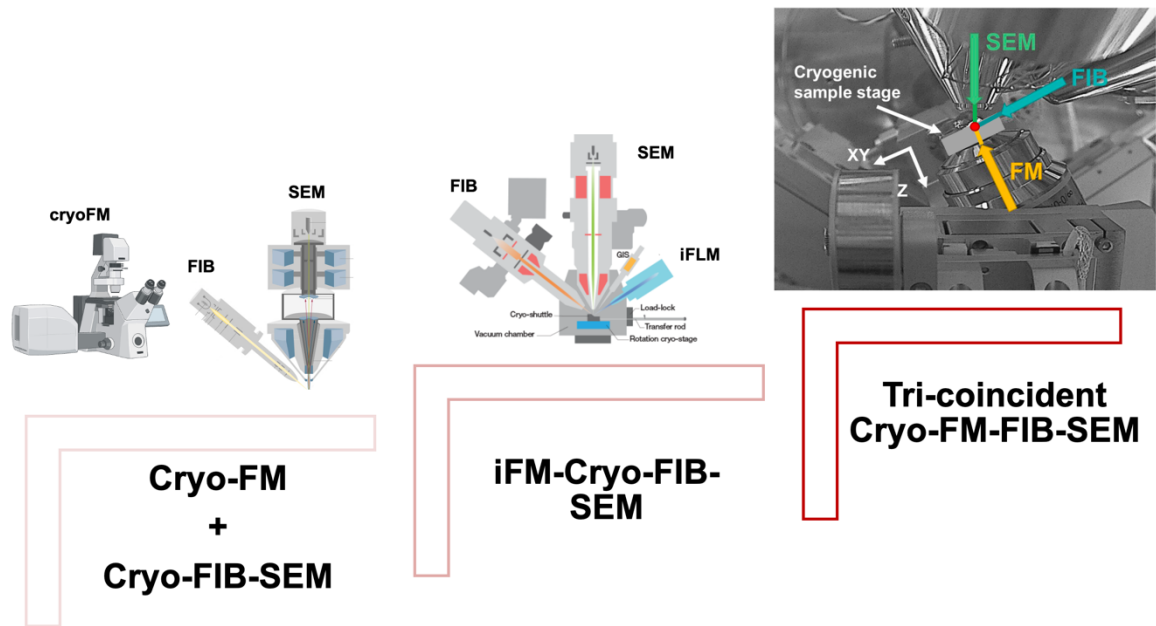 cryoFM
FIB
SEM
Cryo-FM
+
Cryo-FIB-SEM
FIB
SEM
iFLM
GIS
Cryo-shuttle
Vacuum chamber
Load-lock
Transfer rod
Rotation cryo-stage
iFM-Cryo-FIB-
SEM
SEM
FIB
Cryogenic
sample stage
XY
Z
FM
Tri-coincident
Cryo-FM-FIB-SEM